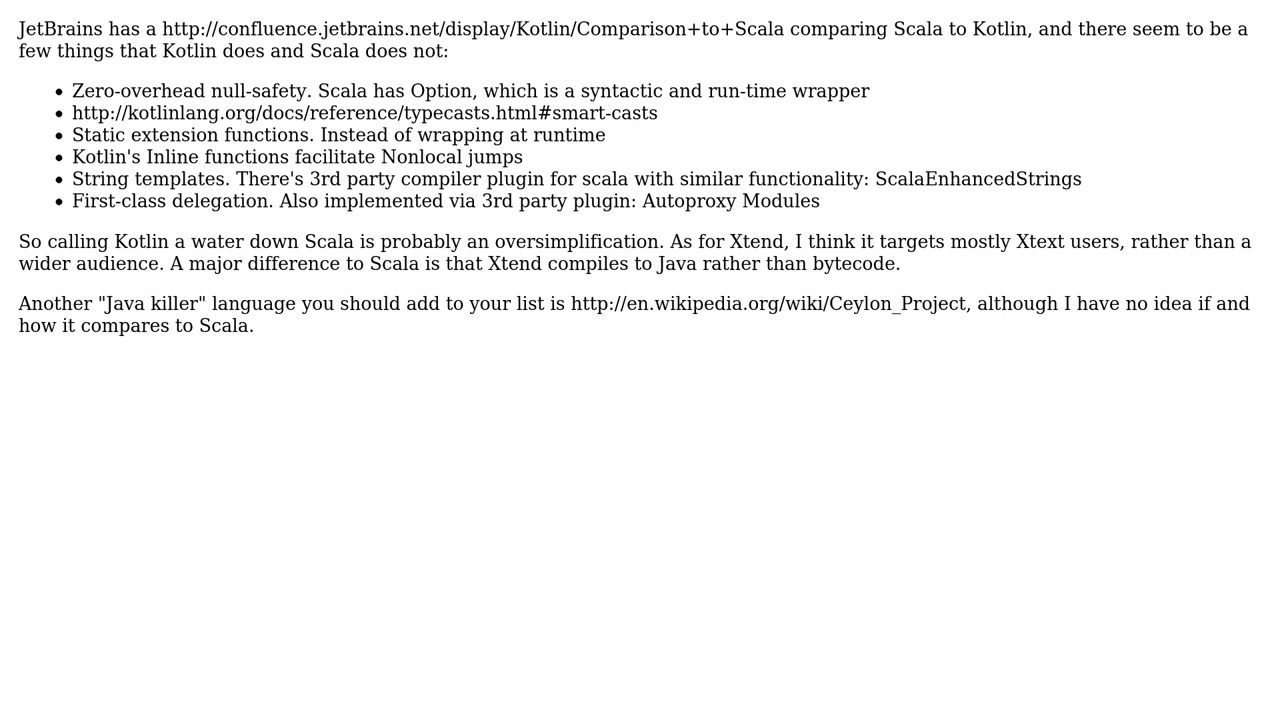 JetBrains has a http://confluence.jetbrains.net/display/Kotlin/Comparison+to+Scala comparing Scala to Kotlin, and there seem to be a
few things that Kotlin does and Scala does not:
• Zero-overhead null-safety. Scala has Option, which is a syntactic and run-time wrapper
• http://kotlinlang.org/docs/reference/typecasts.html#smart-casts
• Static extension functions. Instead of wrapping at runtime
• Kotlin's Inline functions facilitate Nonlocal jumps
• String templates. There's 3rd party compiler plugin for scala with similar functionality: ScalaEnhancedStrings
• First-class delegation. Also implemented via 3rd party plugin: Autoproxy Modules
So calling Kotlin a water down Scala is probably an oversimplification. As for Xtend, I think it targets mostly Xtext users, rather than a
wider audience. A major difference to Scala is that Xtend compiles to Java rather than bytecode.
Another "Java killer" language you should add to your list is http://en.wikipedia.org/wiki/Ceylon_Project, although I have no idea if and
how it compares to Scala.